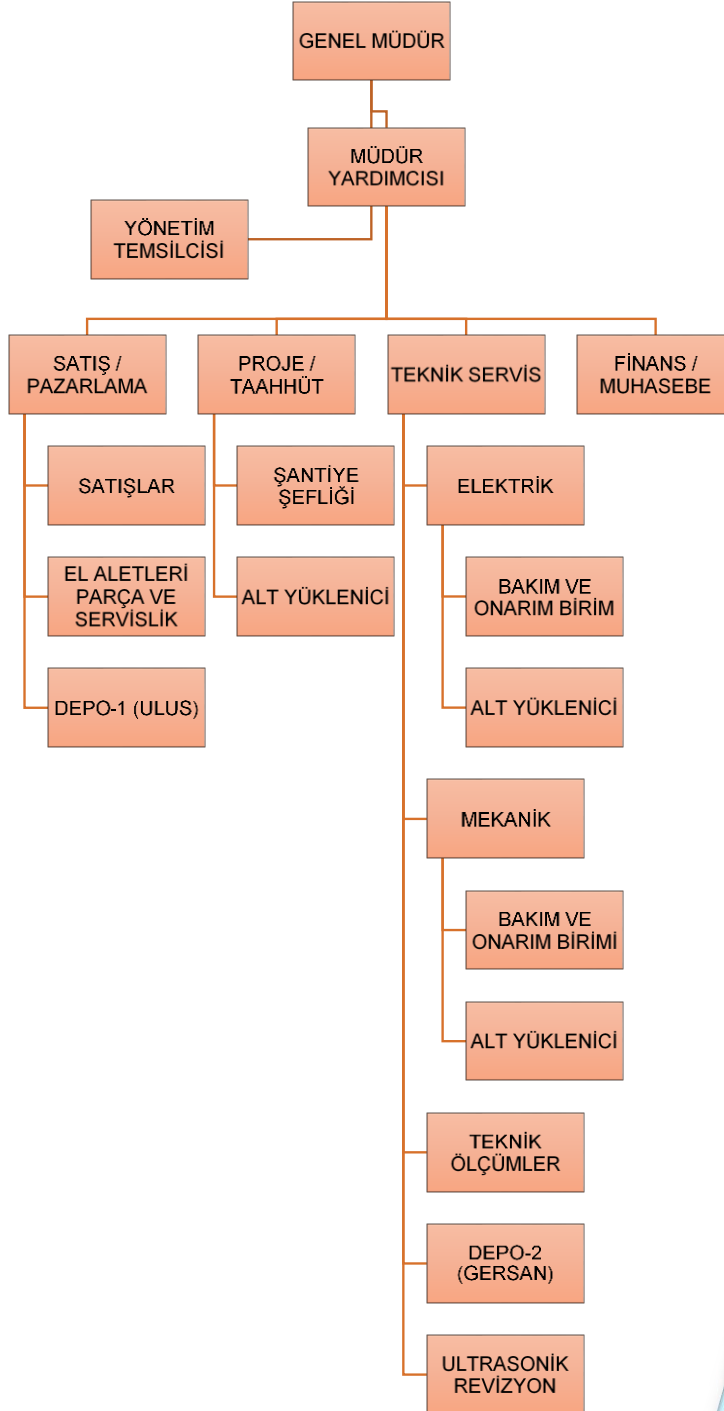 GENEL MÜDÜR
MÜDÜR
YARDIMCISI
YÖNETİM
TEMSİLCİSİ
SATIŞ /
PAZARLAMA
SATIŞLAR
EL ALETLERİ
PARÇA VE
SERVİSLİK
DEPO-1 (ULUS)
PROJE /
TAAHHÜT
ŞANTİYE
ŞEFLİĞİ
ALT YÜKLENİCİ
TEKNİK SERVİS
ELEKTRİK
BAKIM VE
ONARIM BİRİM
ALT YÜKLENİCİ
MEKANİK
BAKIM VE
ONARIM BİRİMİ
ALT YÜKLENİCİ
TEKNİK
ÖLÇÜMLER
DEPO-2
(GERSAN)
ULTRASONİK
REVİZYON
FİNANS /
MUHASEBE